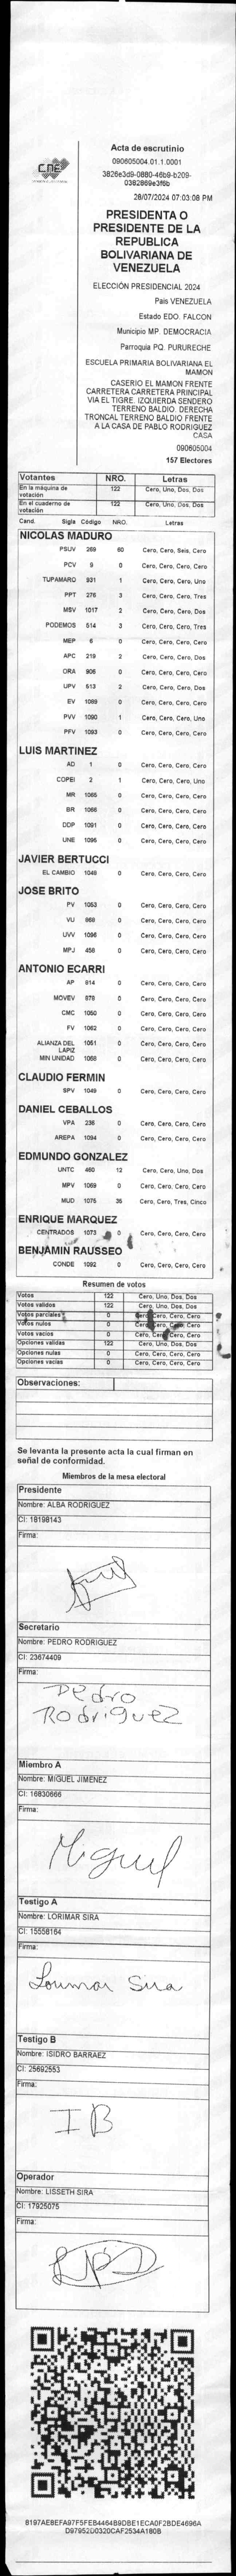 CNE
Acta de escrutinio
090605004.01.1.0001
3826e3d9-0880-46b9-b209-
0382869e3f6b
28/07/2024 07:03:08 PM
PRESIDENTA O
PRESIDENTE DE LA
REPUBLICA
BOLIVARIANA DE
VENEZUELA
ELECCIÓN PRESIDENCIAL 2024
País VENEZUELA
Estado EDO. FALCON
Municipio MP. DEMOCRACIA
Parroquia PQ. PURURECHE
ESCUELA PRIMARIA BOLIVARIANA EL
MAMON
CASERIO EL MAMON FRENTE
CARRETERA CARRETERA PRINCIPAL
VIA EL TIGRE. IZQUIERDA SENDERO
TERRENO BALDIO. DERECHA
TRONCAL TERRENO BALDIO FRENTE
A LA CASA DE PABLO RODRIGUEZ
CASA
090605004
157 Electores
Votantes NRO. Letras
En la máquina de votación 122 Cero, Uno, Dos, Dos
En el cuaderno de votación 122 Cero, Uno, Dos, Dos
Cand. Sigla Código NRO. Letras
NICOLAS MADURO
PSUV 269 60 Cero, Cero, Seis, Cero
PCV 9 0 Cero, Cero, Cero, Cero
TUPAMARO 931 1 Cero, Cero, Cero, Uno
PPT 276 3 Cero, Cero, Cero, Tres
MSV 1017 2 Cero, Cero, Cero, Dos
PODEMOS 514 3 Cero, Cero, Cero, Tres
MEP 6 0 Cero, Cero, Cero, Cero
APC 219 2 Cero, Cero, Cero, Dos
ORA 906 0 Cero, Cero, Cero, Cero
UPV 513 2 Cero, Cero, Cero, Dos
EV 1089 0 Cero, Cero, Cero, Cero
PVV 1090 1 Cero, Cero, Cero, Uno
PFV 1093 0 Cero, Cero, Cero, Cero
LUIS MARTINEZ
AD 1 0 Cero, Cero, Cero, Cero
COPEI 2 1 Cero, Cero, Cero, Uno
MR 1065 0 Cero, Cero, Cero, Cero
BR 1066 0 Cero, Cero, Cero, Cero
DDP 1091 0 Cero, Cero, Cero, Cero
UNE 1095 0 Cero, Cero, Cero, Cero
JAVIER BERTUCCI
EL CAMBIO 1048 0 Cero, Cero, Cero, Cero
JOSE BRITO
PV 1053 0 Cero, Cero, Cero, Cero
VU 868 0 Cero, Cero, Cero, Cero
UVV 1096 0 Cero, Cero, Cero, Cero
MPJ 458 0 Cero, Cero, Cero, Cero
ANTONIO ECARRI
AP 914 0 Cero, Cero, Cero, Cero
MOVEV 878 0 Cero, Cero, Cero, Cero
CMC 1050 0 Cero, Cero, Cero, Cero
FV 1062 0 Cero, Cero, Cero, Cero
ALIANZA DEL LAPIZ 1051 0 Cero, Cero, Cero, Cero
MIN UNIDAD 1058 0 Cero, Cero, Cero, Cero
CLAUDIO FERMIN
SPV 1049 0 Cero, Cero, Cero, Cero
DANIEL CEBALLOS
VPA 236 0 Cero, Cero, Cero, Cero
AREPA 1094 0 Cero, Cero, Cero, Cero
EDMUNDO GONZALEZ
UNTC 460 12 Cero, Cero, Uno, Dos
MPV 1069 0 Cero, Cero, Cero, Cero
MUD 1075 35 Cero, Cero, Tres, Cinco
ENRIQUE MARQUEZ
CENTRADOS 1073 0 Cero, Cero, Cero, Cero
BENJAMIN RAUSSEO
CONDE 1092 0 Cero, Cero, Cero, Cero
Resumen de votos
Votos 122 Cero, Uno, Dos, Dos
Votos validos 122 Cero, Uno, Dos, Dos
Votos parciales 0 Cero, Cero, Cero, Cero
Votos nulos 0 Cero, Cero, Cero, Cero
Votos vacios 0 Cero, Cero, Cero, Cero
Opciones validas 122 Cero, Uno, Dos, Dos
Opciones nulas 0 Cero, Cero, Cero, Cero
Opciones vacias 0 Cero, Cero, Cero, Cero
Observaciones:
Se levanta la presente acta la cual firman en
señal de conformidad.
Miembros de la mesa electoral
Presidente
Nombre: ALBA RODRIGUEZ
CI: 18198143
Firma:
Secretario
Nombre: PEDRO RODRIGUEZ
CI: 23674409
Firma:
Pedro
Rodriguez
Miembro A
Nombre: MIGUEL JIMENEZ
CI: 16830666
Firma:
Miguel
Testigo A
Nombre: LORIMAR SIRA
CI: 15558164
Firma:
Lorimar Sira
Testigo B
Nombre: ISIDRO BARRAEZ
CI: 25692553
Firma:
IB
Operador
Nombre: LISSETH SIRA
CI: 17925075
Firma:
8197AE8EFA97F5FEB4464B9DBE1ECA0F2BDE4696A
D97952D0320CAF2534A180B